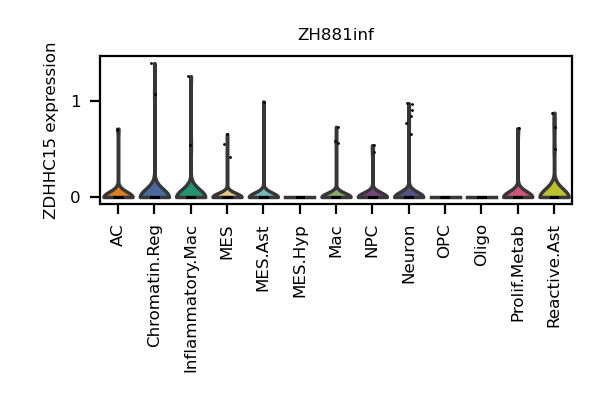 ZH881inf
ZDHHC15 expression
1
0
AC
Chromatin.Reg
Inflammatory.Mac
MES
MES.Ast
MES.Hyp
Mac
NPC
Neuron
OPC
Oligo
Prolif.Metab
Reactive.Ast